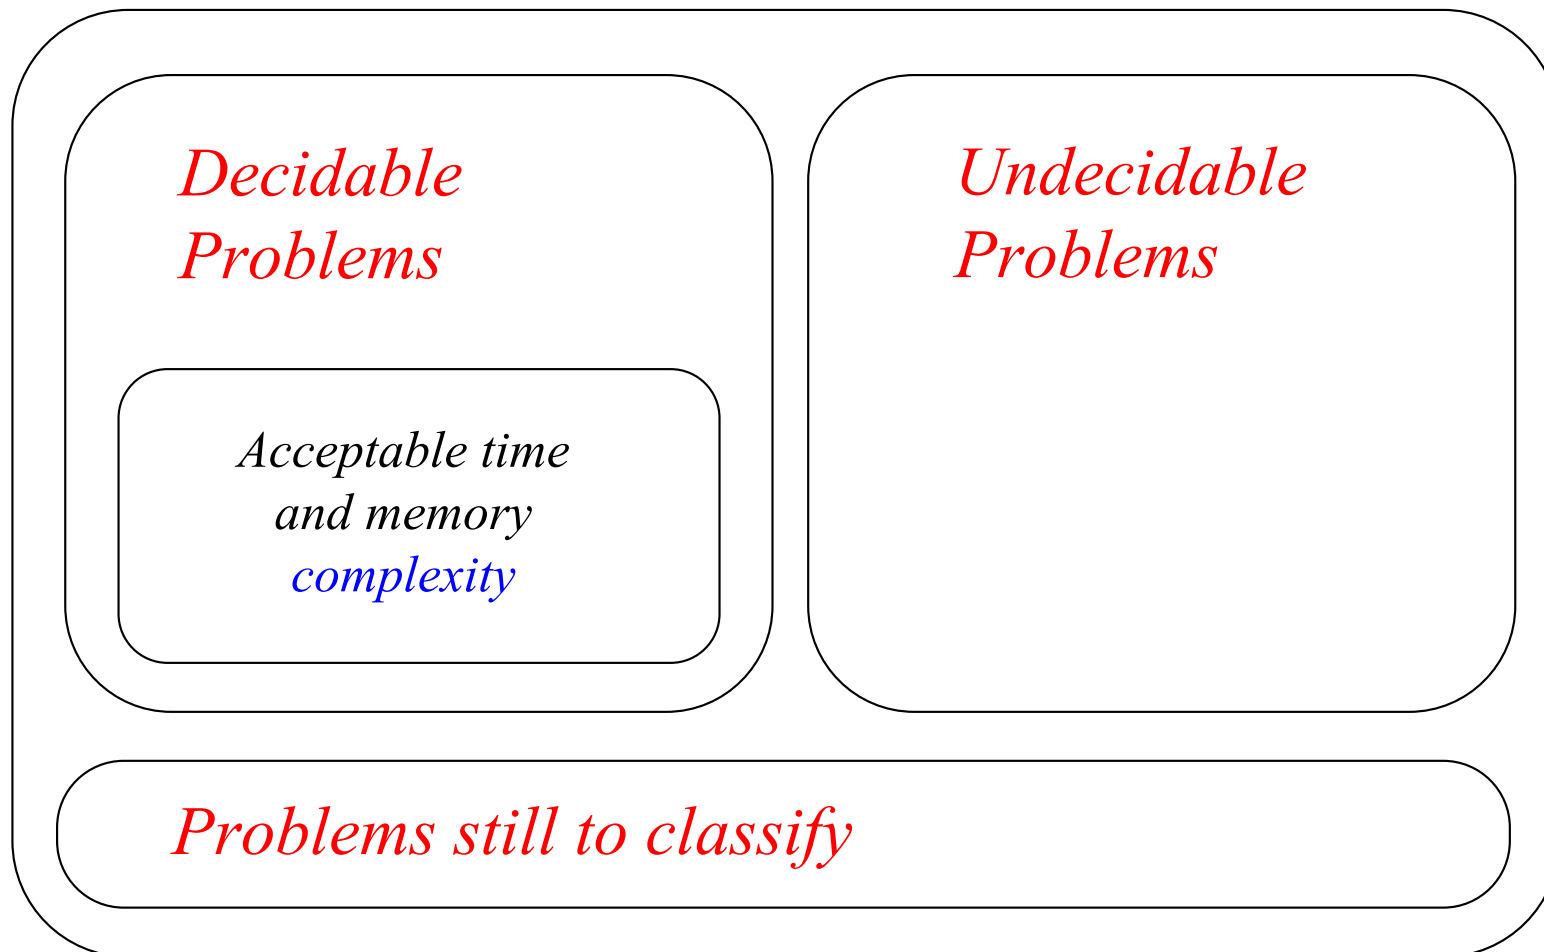 Decidable
Problems
Undecidable
Problems
Acceptable time
and memory
complexity
Problems still to classify